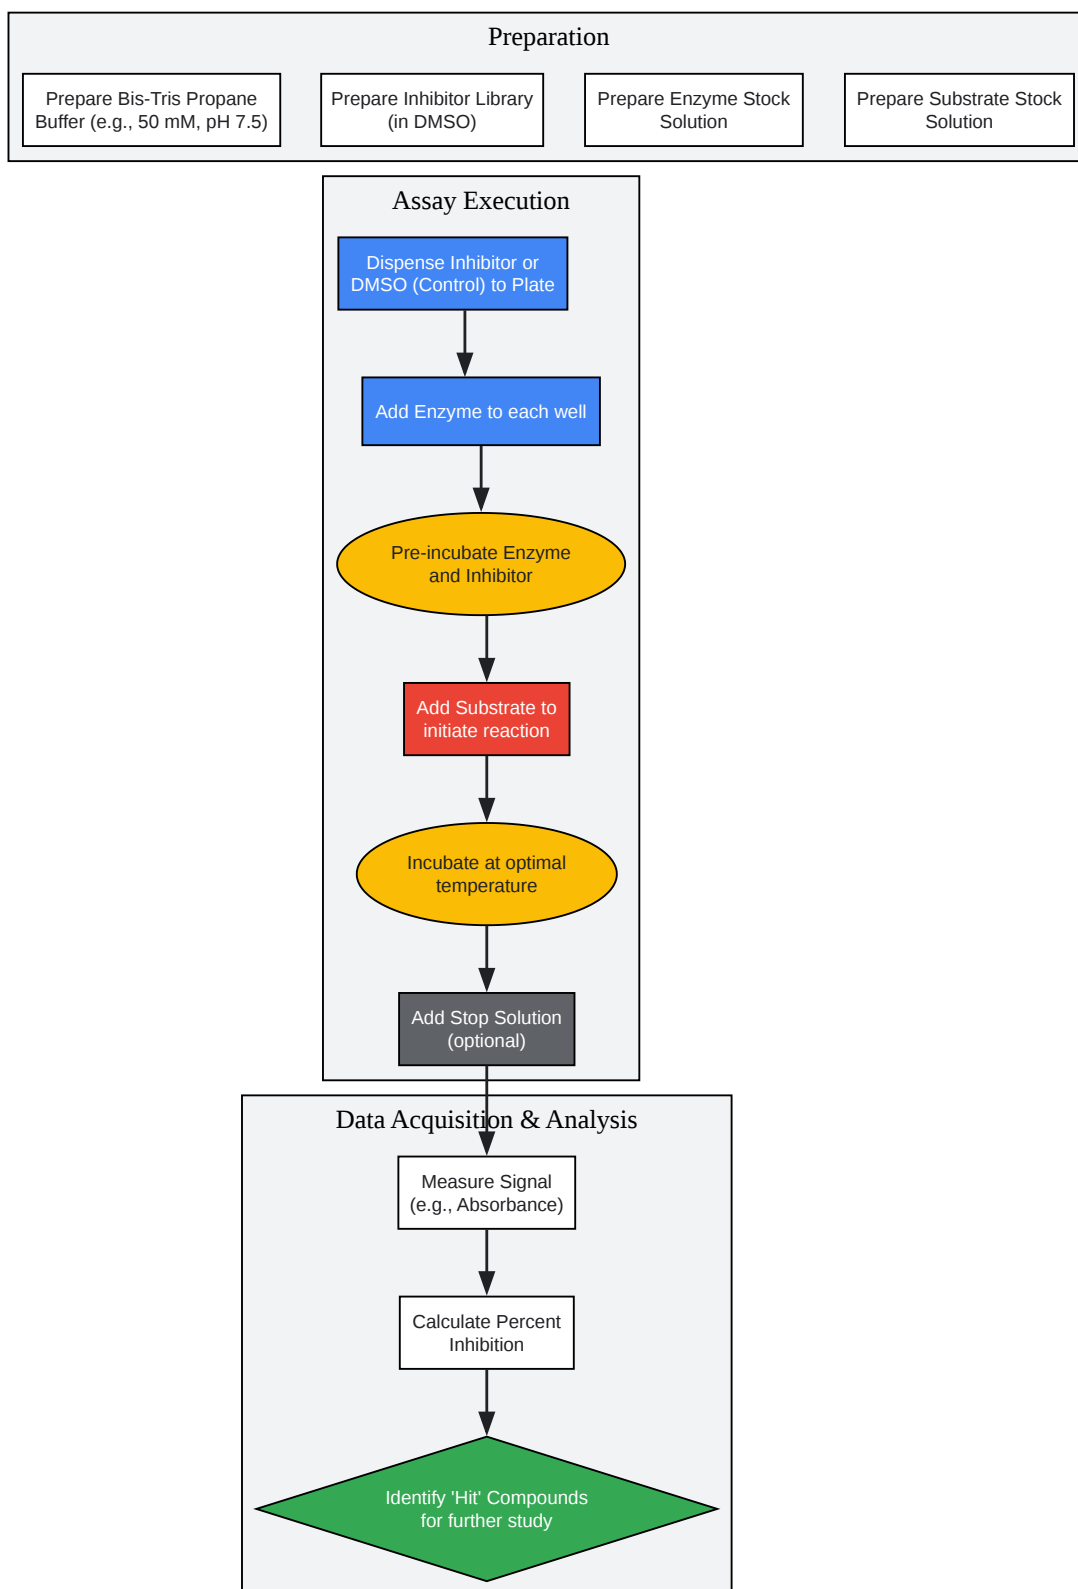 Preparation
Prepare Bis-Tris Propane
Buffer (e.g., 50 mM, pH 7.5)
Prepare Inhibitor Library
(in DMSO)
Prepare Enzyme Stock
Solution
Prepare Substrate Stock
Solution
Assay Execution
Dispense Inhibitor or
DMSO (Control) to Plate
Add Enzyme to each well
Pre-incubate Enzyme
and Inhibitor
Add Substrate to
initiate reaction
Incubate at optimal
temperature
Add Stop Solution
(optional)
Data Acquisition & Analysis
Measure Signal
(e.g., Absorbance)
Calculate Percent
Inhibition
Identify 'Hit' Compounds
for further study